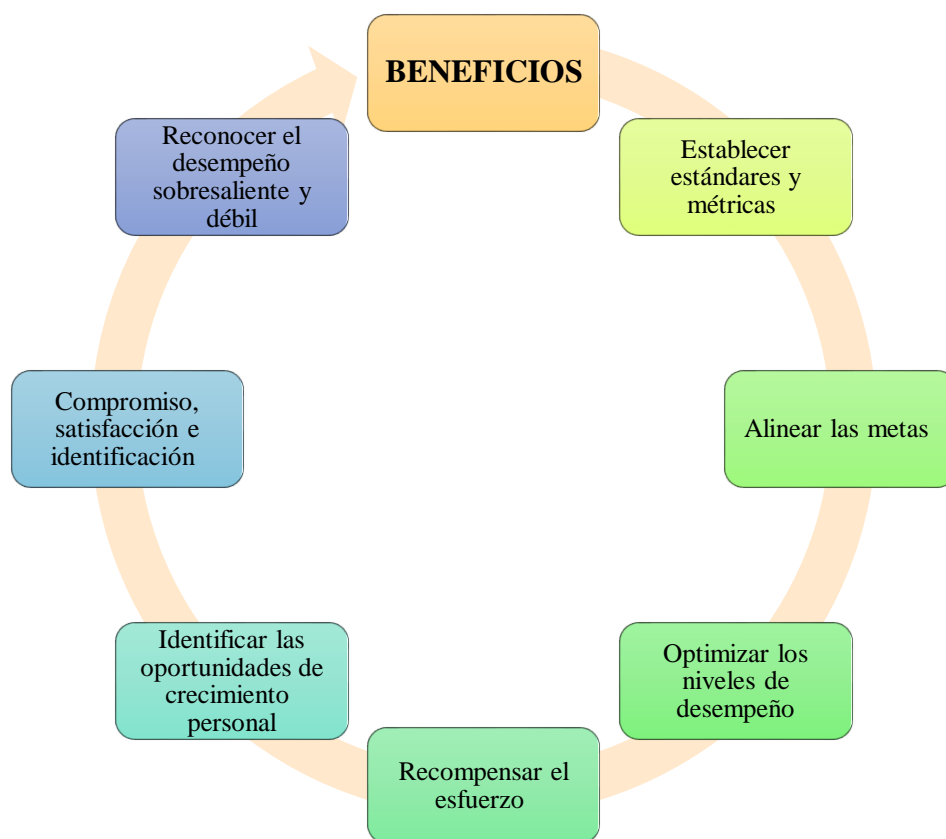 BENEFICIOS
Establecer
estándares y
métricas
Alinear las metas
Optimizar los
niveles de
desempeño
Recompensar el
esfuerzo
Identificar las
oportunidades de
crecimiento
personal
Compromiso,
satisfacción e
identificación
Reconocer el
desempeño
sobresaliente y
débil